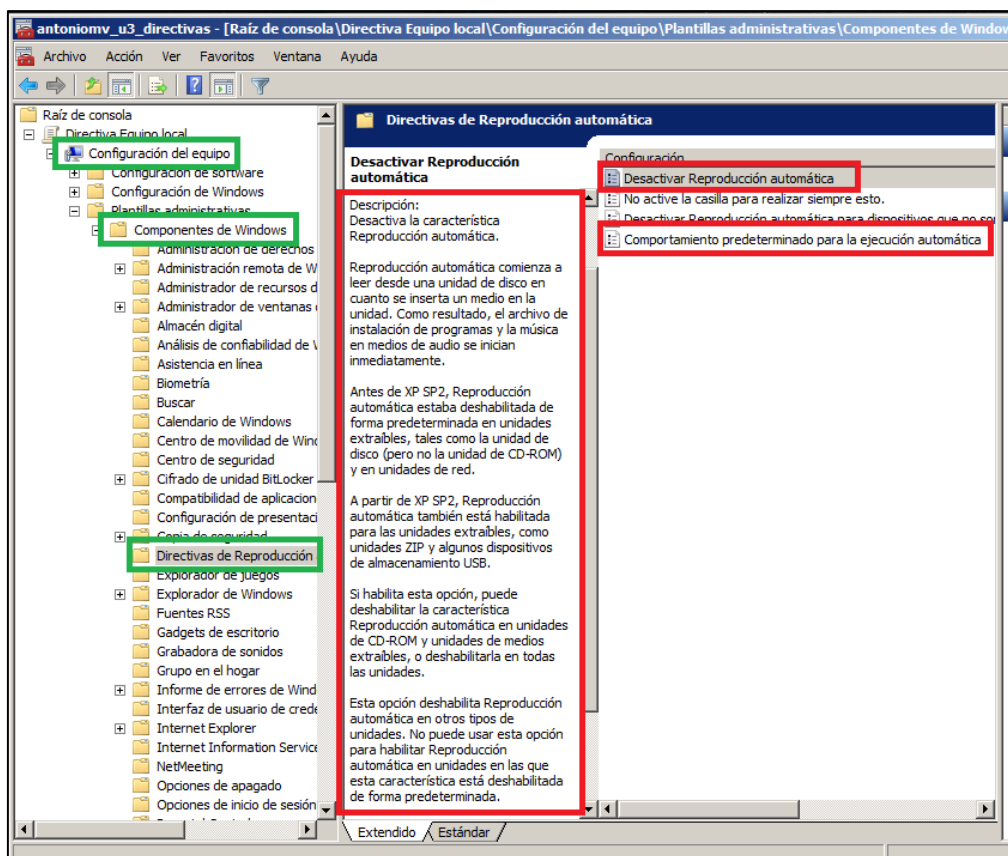 antoniomv_u3_directivas - [Raíz de consola\Directiva Equipo local\Configuración del equipo\Plantillas administrativas\Componentes de Window
Archivo Acción Ver Favoritos Ventana Ayuda
Raíz de consola
Directiva Equipo local
Configuración del equipo
Configuración de software
Configuración de Windows
Plantillas administrativas
Componentes de Windows
Administración de derechos
Administración remota de W
Administrador de recursos d
Administrador de ventanas
Almacén digital
Análisis de confiabilidad de
Asistencia en línea
Biometría
Buscar
Calendario de Windows
Centro de movilidad de Wind
Centro de seguridad
Cifrado de unidad BitLocker
Compatibilidad de aplicacion
Configuración de presentaci
Copia de seguridad
Directivas de Reproducción
Explorador de juegos
Explorador de Windows
Fuentes RSS
Gadgets de escritorio
Grabadora de sonidos
Grupo en el hogar
Informe de errores de Wind
Interfaz de usuario de crede
Internet Explorer
Internet Information Service
NetMeeting
Opciones de apagado
Opciones de inicio de sesión
Directivas de Reproducción automática
Desactivar Reproducción
automática
Descripción:
Desactiva la característica
Reproducción automática.
Reproducción automática comienza a
leer desde una unidad de disco en
cuanto se inserta un medio en la
unidad. Como resultado, el archivo de
instalación de programas y la música
en medios de audio se inician
inmediatamente.
Antes de XP SP2, Reproducción
automática estaba deshabilitada de
forma predeterminada en unidades
extraíbles, tales como la unidad de
disco (pero no la unidad de CD-ROM)
y en unidades de red.
A partir de XP SP2, Reproducción
automática también está habilitada
para las unidades extraíbles, como
unidades ZIP y algunos dispositivos
de almacenamiento USB.
Si habilita esta opción, puede
deshabilitar la característica
Reproducción automática en unidades
de CD-ROM y unidades de medios
extraíbles, o deshabilitarla en todas
las unidades.
Esta opción deshabilita Reproducción
automática en otros tipos de
unidades. No puede usar esta opción
para habilitar Reproducción
automática en unidades en las que
esta característica está deshabilitada
de forma predeterminada.
Configuración
Desactivar Reproducción automática
No active la casilla para realizar siempre esto.
Desactivar Reproducción automática para dispositivos que no so
Comportamiento predeterminado para la ejecución automática
Extendido Estándar